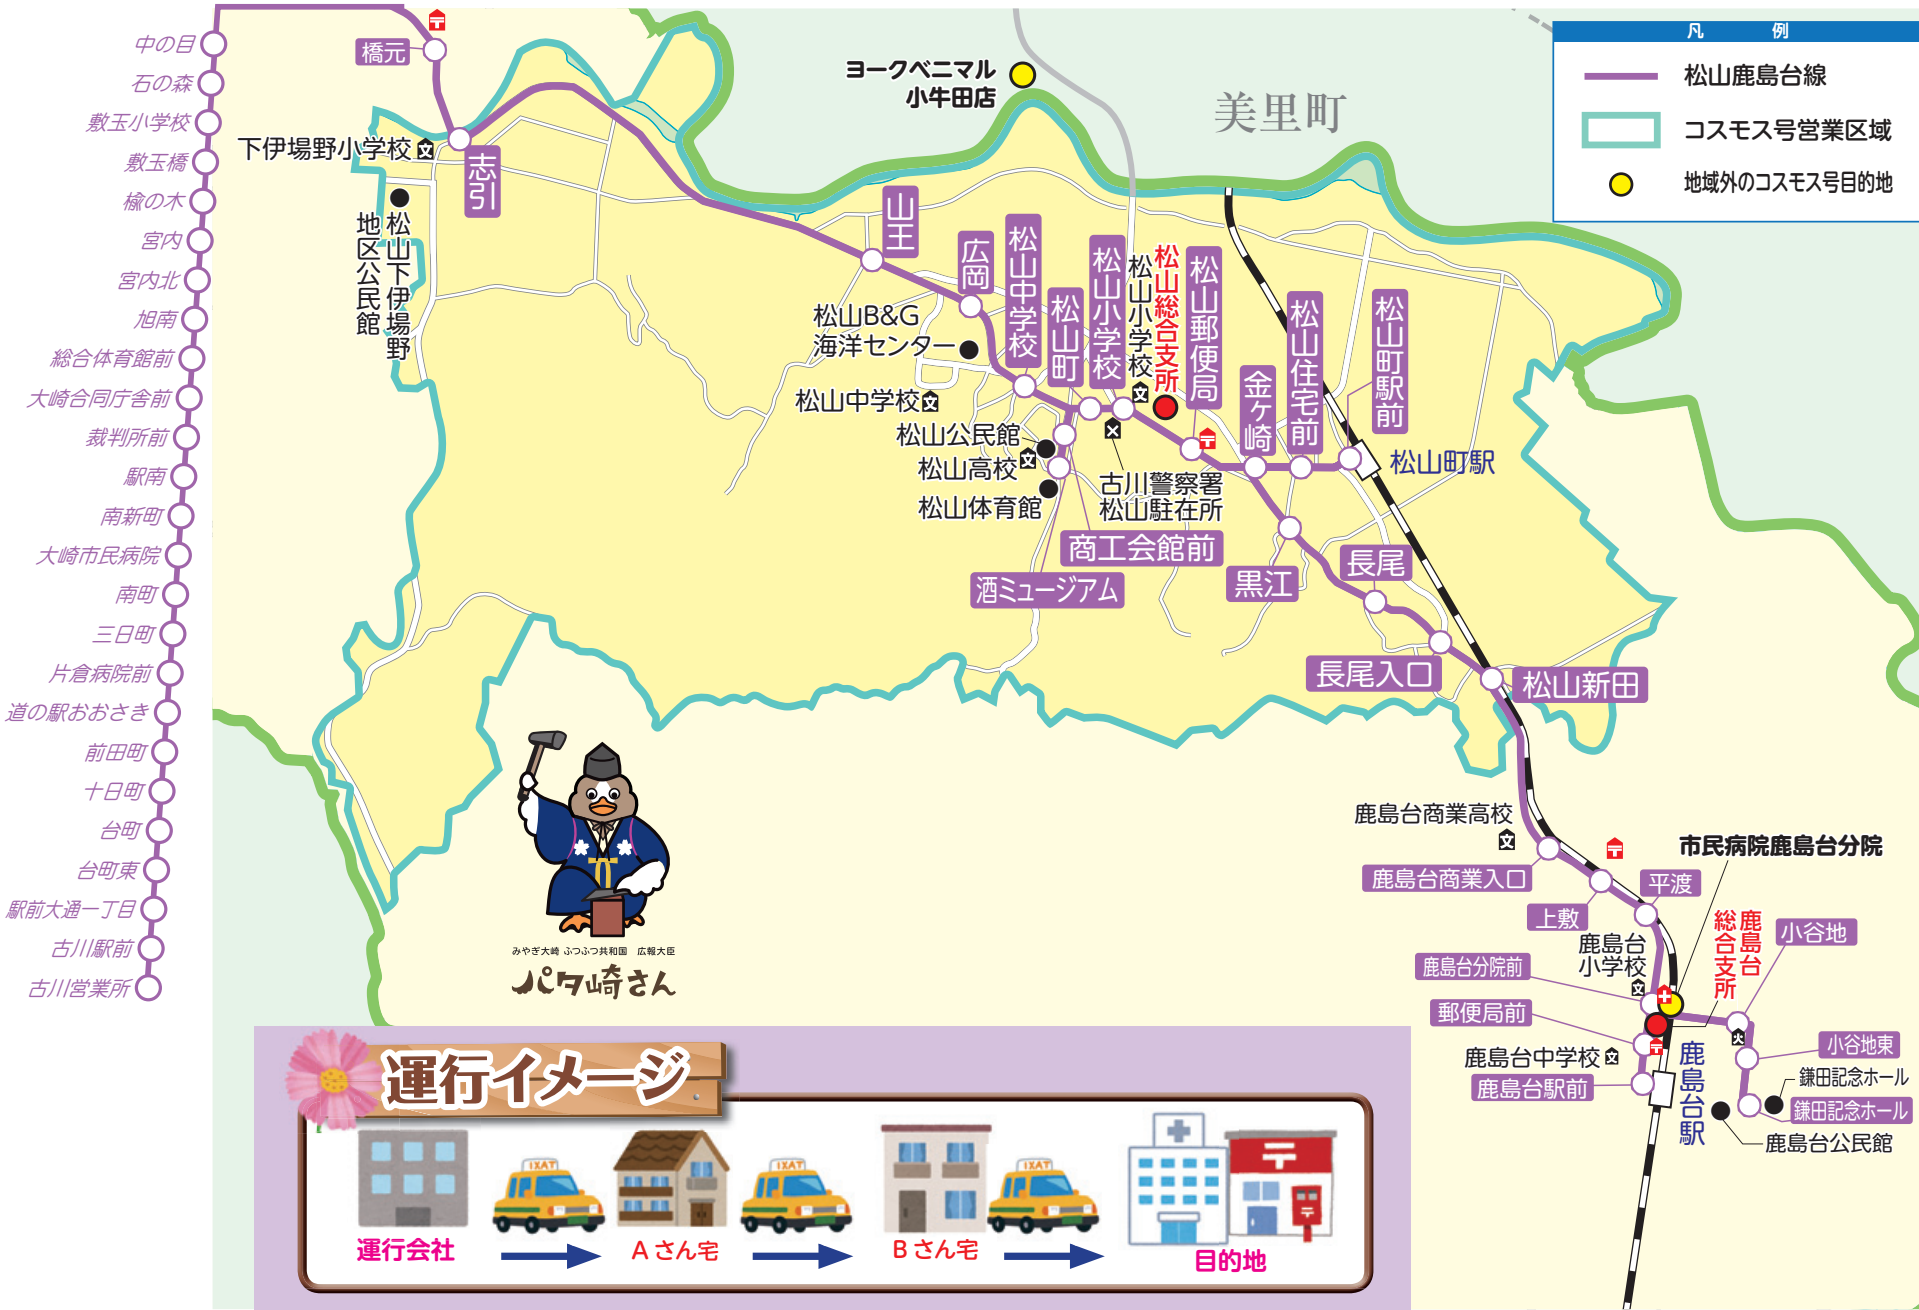 中の目
石の森
敷玉小学校
敷玉橋
楡の木
宮内
宮内北
旭南
総合体育館前
大崎合同庁舎前
裁判所前
駅南
南新町
大崎市民病院
南町
三日町
片倉病院前
道の駅おおさき
前田町
十日町
台町
台町東
駅前大通一丁目
古川駅前
古川営業所
橋元
下伊場野小学校
文
志引
松山下伊場野
地区公民館
ヨークベニマル
小牛田店
美里町
凡 例
松山鹿島台線
コスモス号営業区域
地域外のコスモス号目的地
山王
広岡
松山中学校
松山町
松山小学校
松山小学校
文
松山総合支所
松山郵便局
金ヶ崎
松山住宅前
松山町駅前
松山町駅
松山B&G
海洋センター
松山中学校
文
松山公民館
松山高校
文
松山体育館
古川警察署
松山駐在所
商工会館前
酒ミュージアム
黒江
長尾
長尾入口
松山新田
鹿島台商業高校
文
鹿島台商業入口
上敷
平渡
市民病院鹿島台分院
鹿島台
小学校
文
鹿島台
総合支所
小谷地
鹿島台分院前
郵便局前
鹿島台中学校
文
鹿島台駅前
鹿島台駅
小谷地東
鎌田記念ホール
鎌田記念ホール
鹿島台公民館
みやぎ大崎 ふつふつ共和国 広報大臣
パタ崎さん
運行イメージ
TAXI
TAXI
TAXI
運行会社
Aさん宅
Bさん宅
目的地